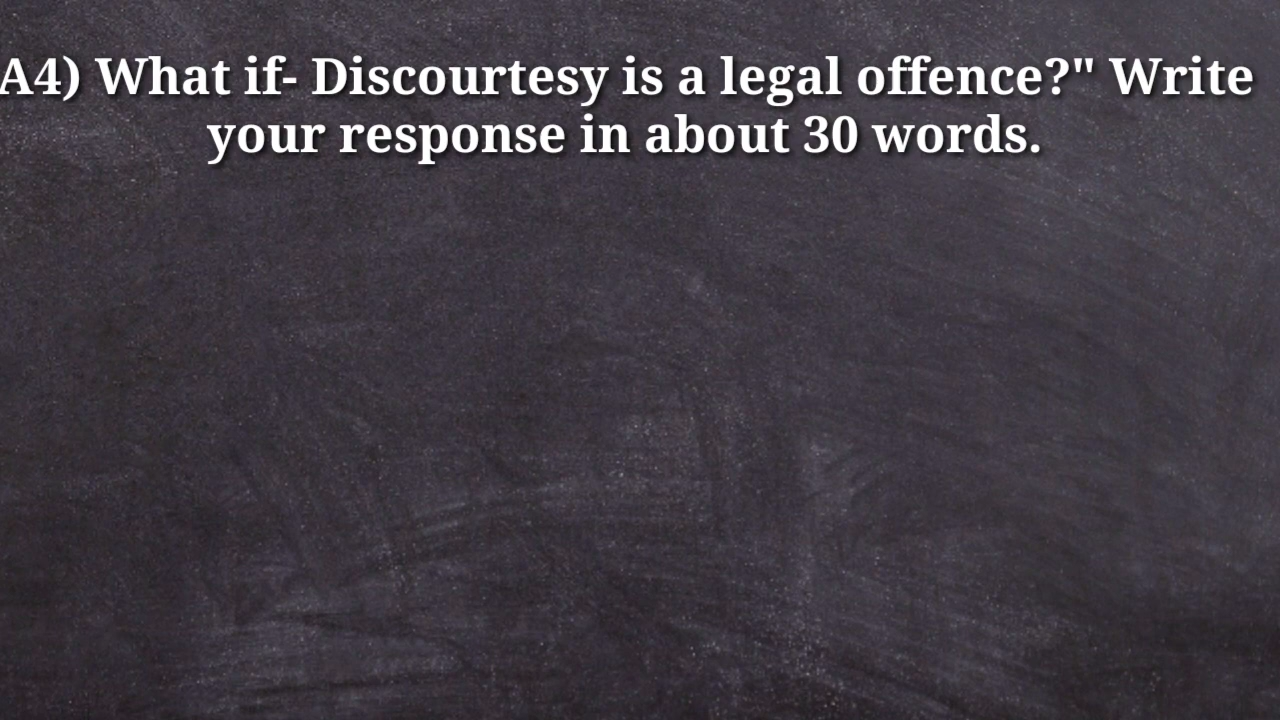 A4) What if- Discourtesy is a legal offence?" Write
your response in about 30 words.